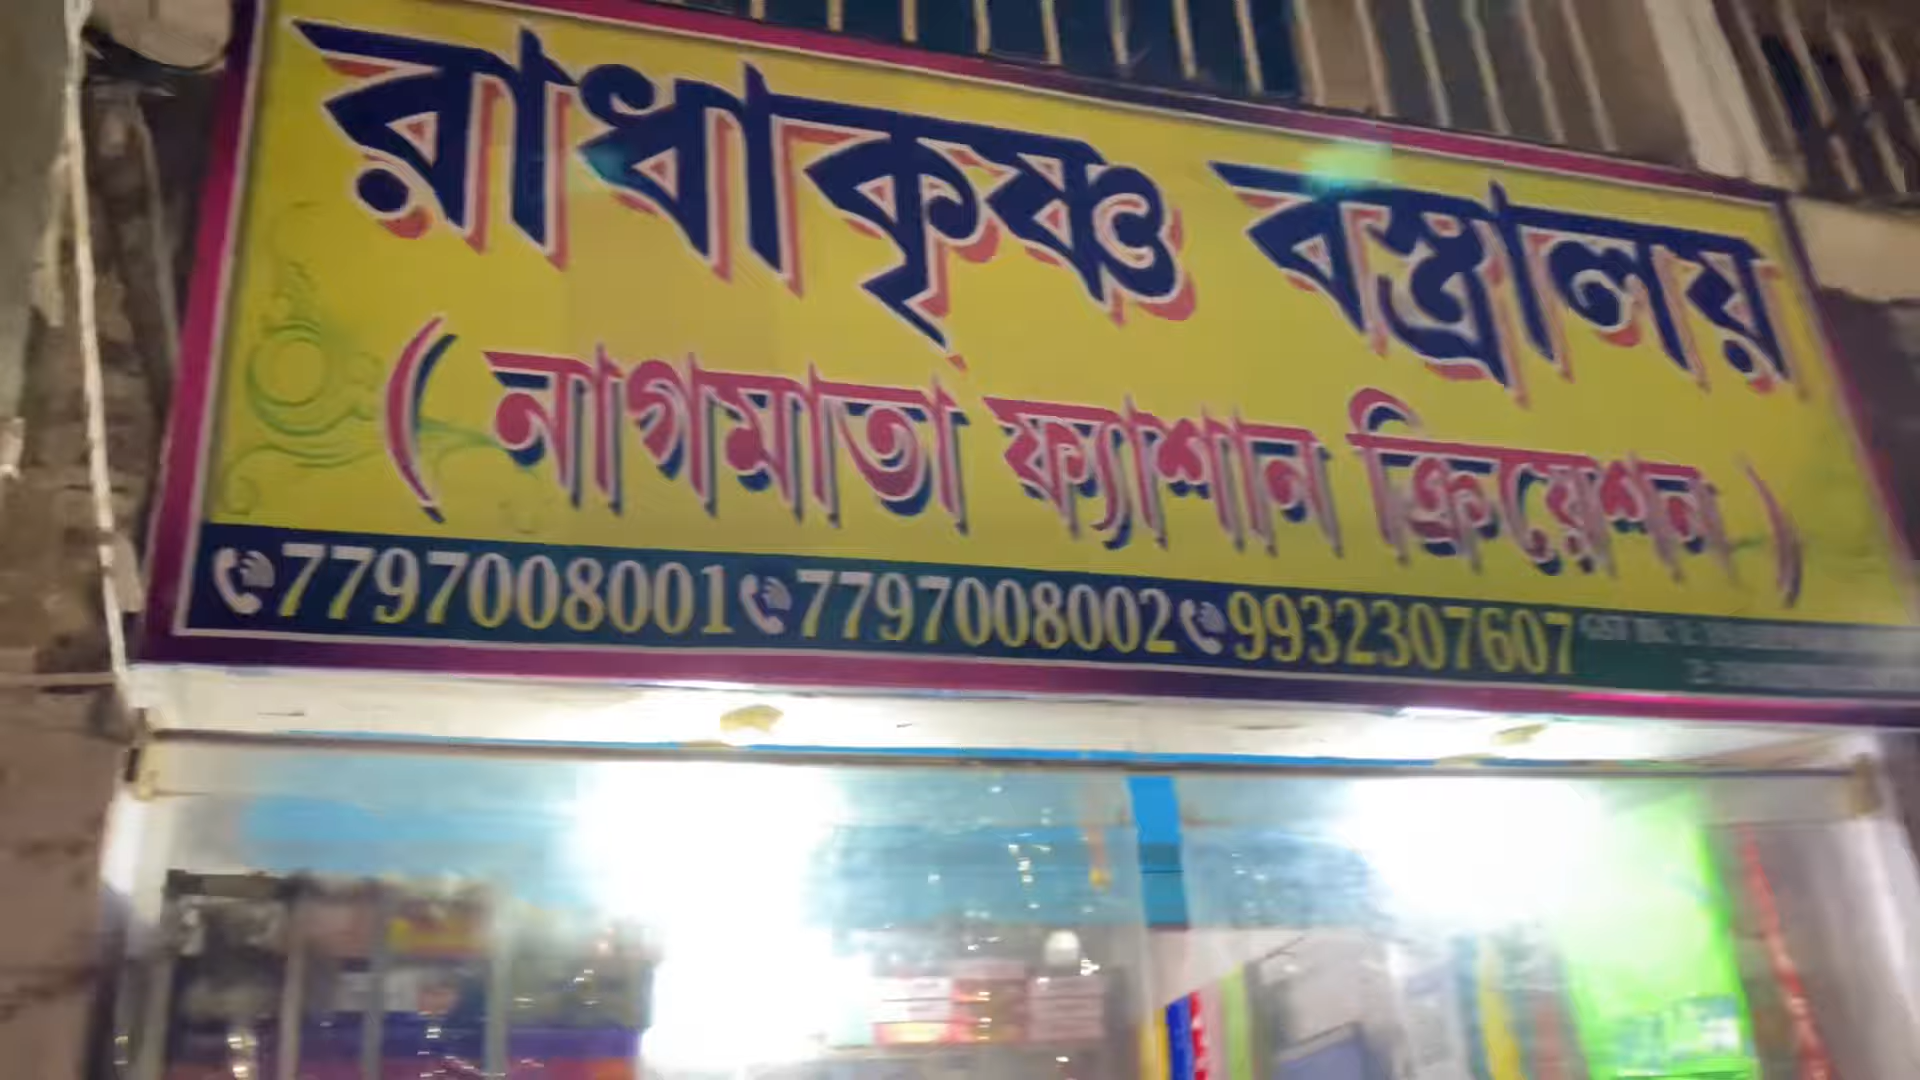 রাধাকৃষ্ণ বস্ত্রালয়
( নাগমাতা ফ্যাশান ক্রিয়েশন )
7797008001 7797008002 9932307607